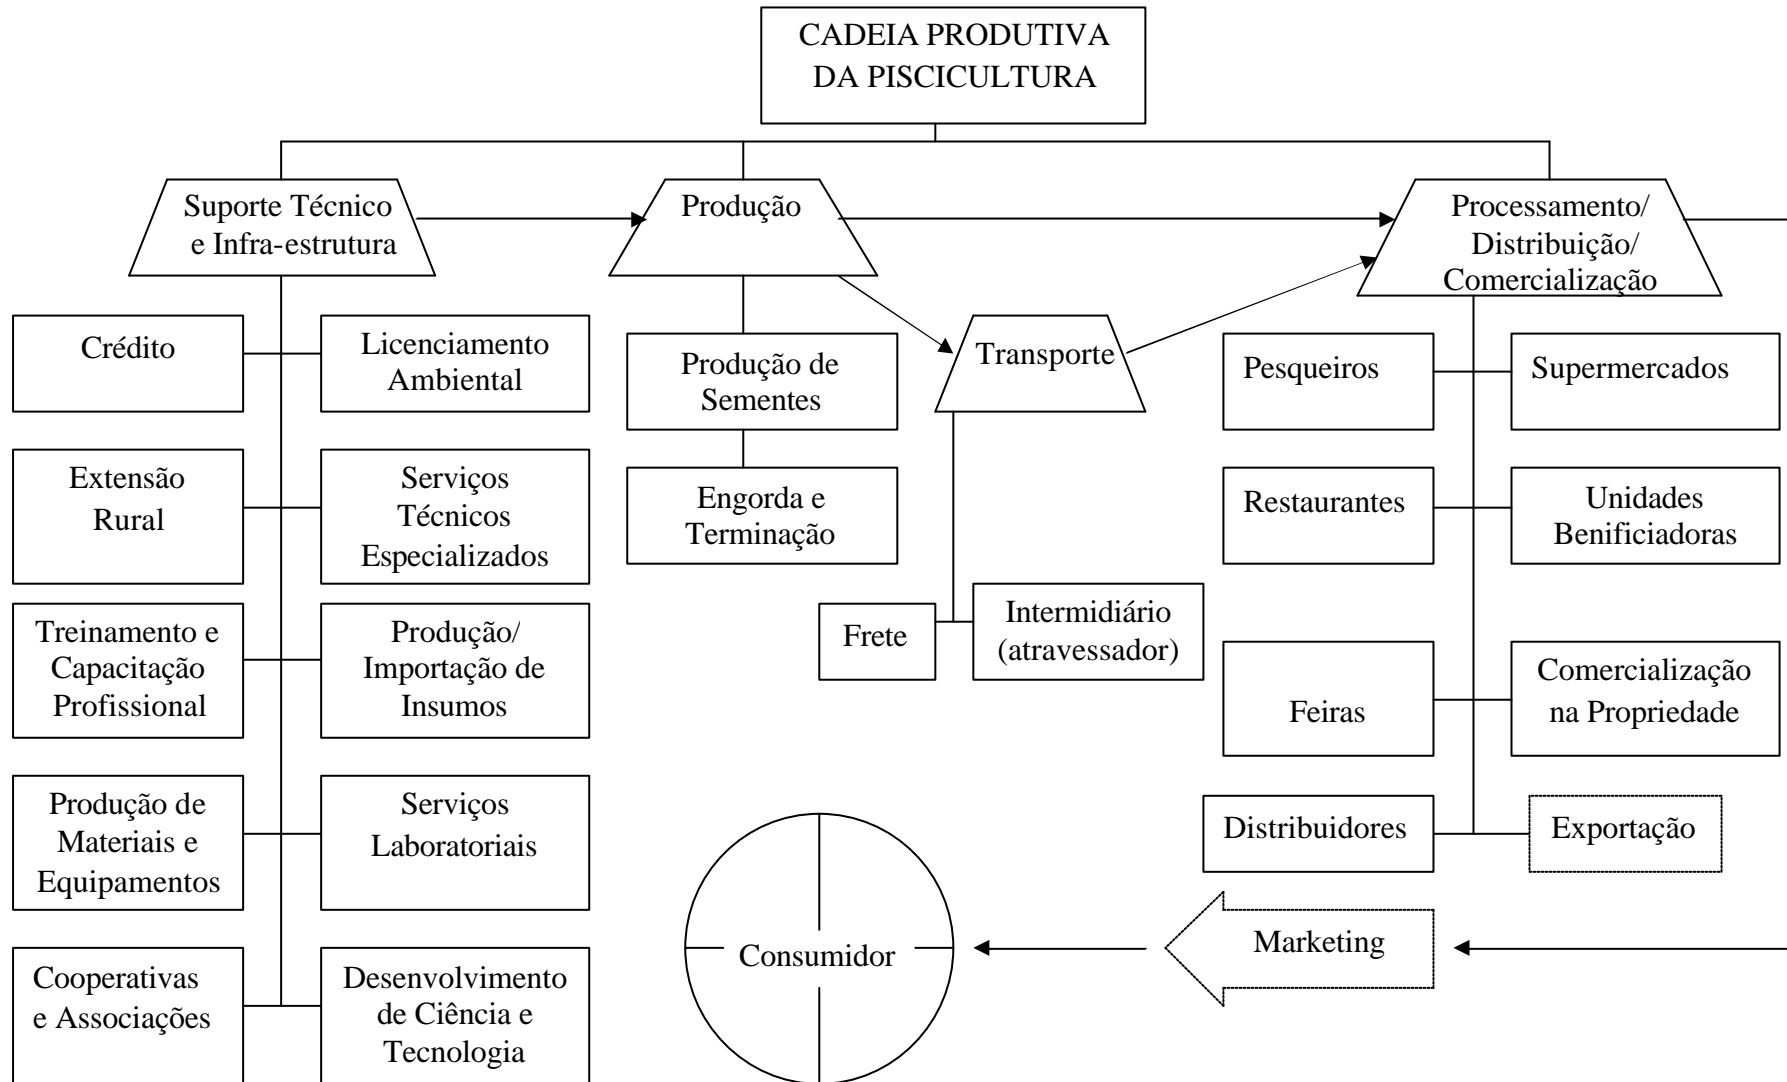 CADEIA PRODUTIVA
DA PISCICULTURA
Suporte Técnico
e Infra-estrutura
Produção
Processamento/
Distribuição/
Comercialização
Transporte
Crédito
Licenciamento
Ambiental
Extensão
Rural
Serviços
Técnicos
Especializados
Treinamento e
Capacitação
Profissional
Produção/
Importação de
Insumos
Produção de
Materiais e
Equipamentos
Serviços
Laboratoriais
Cooperativas
e Associações
Desenvolvimento
de Ciência e
Tecnologia
Produção de
Sementes
Engorda e
Terminação
Frete
Intermidiário
(atravessador)
Pesqueiros
Supermercados
Restaurantes
Unidades
Benificiadoras
Feiras
Comercialização
na Propriedade
Distribuidores
Exportação
Marketing
Consumidor